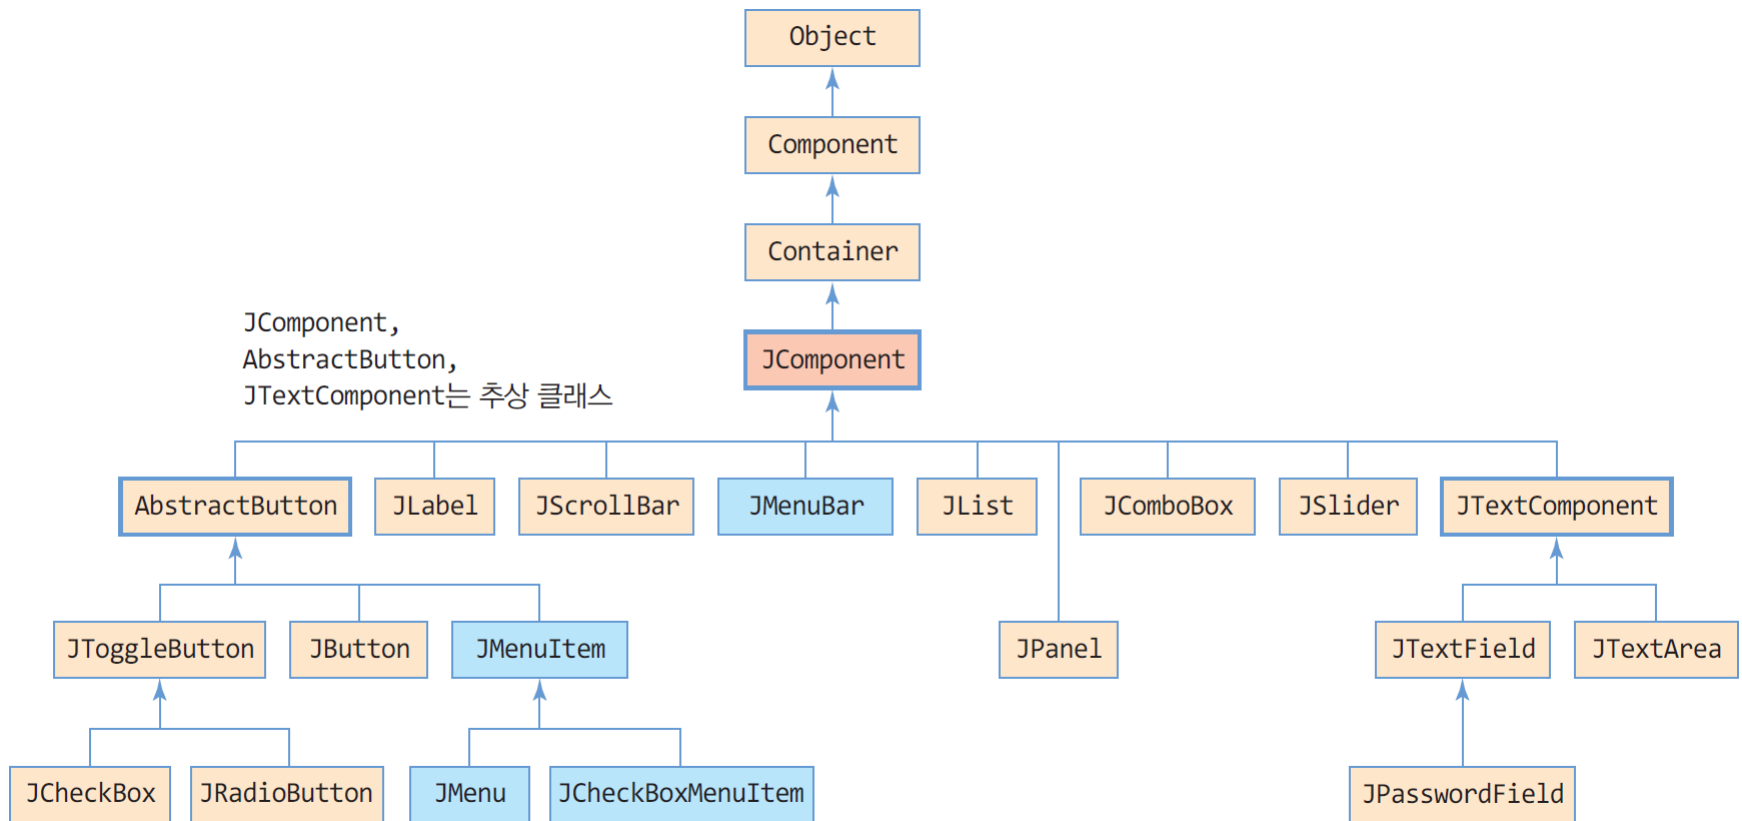 Object
Component
Container
JComponent,
AbstractButton,
JTextComponent는 추상 클래스
JComponent
AbstractButton
JLabel
JScrollBar
JMenuBar
JList
JComboBox
JSlider
JTextComponent
JToggleButton
JButton
JMenuItem
JPanel
JTextField
JTextArea
JCheckBox
JRadioButton
JMenu
JCheckBoxMenuItem
JPasswordField